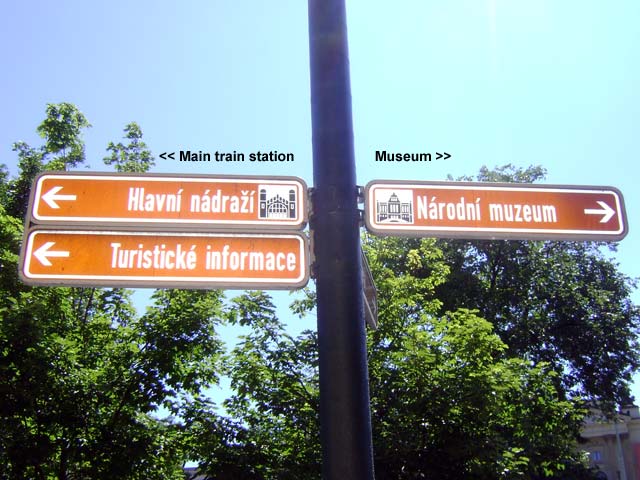 << Main train station
Museum >>
Hlavní nádraží
Národní muzeum
Turistické informace